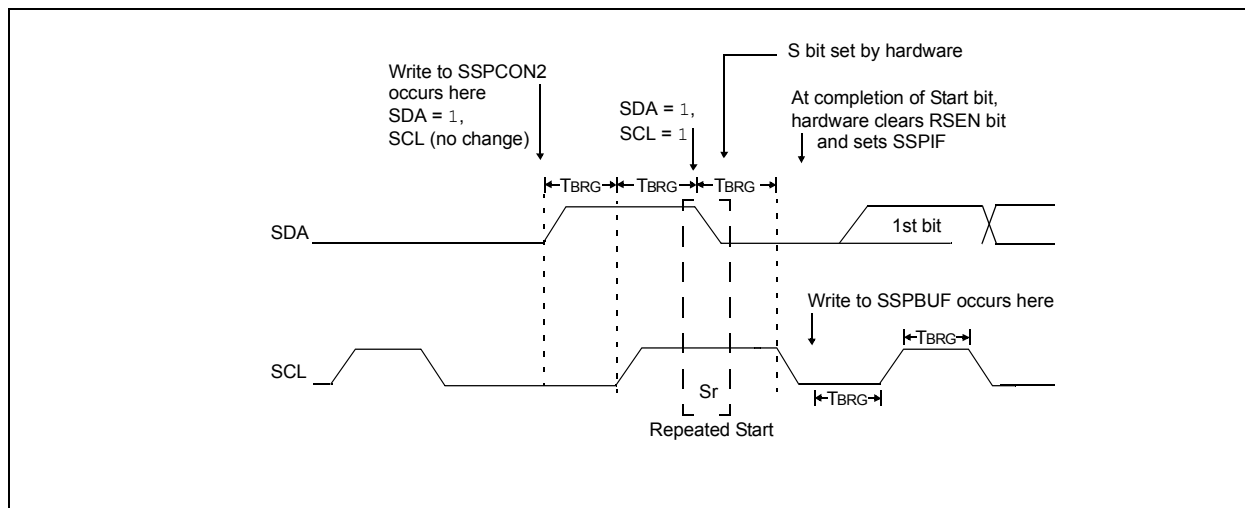 S bit set by hardware
Write to SSPCON2
occurs here
SDA = 1,
SCL (no change)
SDA = 1,
SCL = 1
At completion of Start bit,
hardware clears RSEN bit
and sets SSPIF
TBRG
TBRG
TBRG
SDA
1st bit
Write to SSPBUF occurs here
TBRG
SCL
Sr
TBRG
Repeated Start